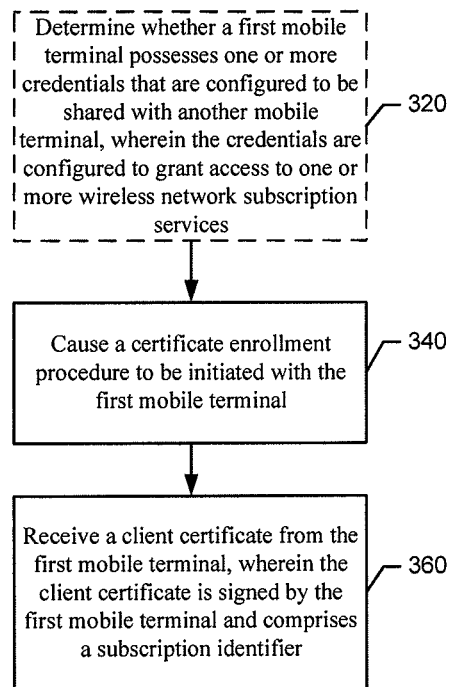 Determine whether a first mobile
terminal possesses one or more
credentials that are configured to be
shared with another mobile
terminal, wherein the credentials are
configured to grant access to one or
more wireless network subscription
services
320
Cause a certificate enrollment
procedure to be initiated with the
first mobile terminal
340
Receive a client certificate from the
first mobile terminal, wherein the
client certificate is signed by the
first mobile terminal and comprises
a subscription identifier
360